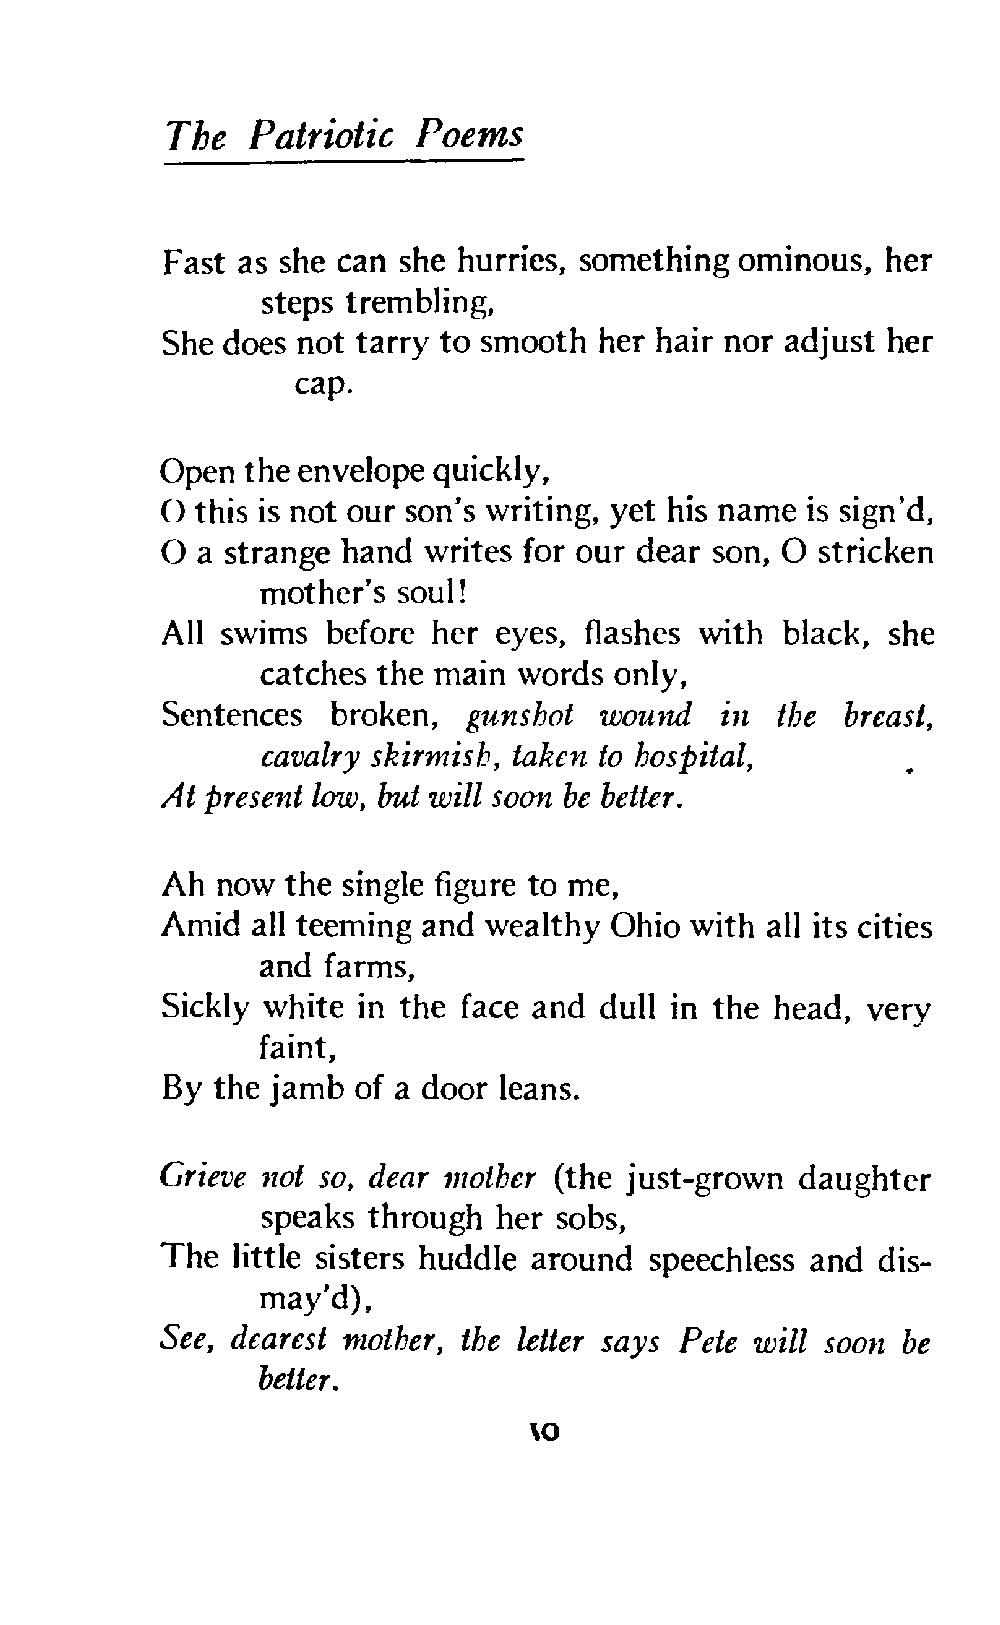 The Patriotic Poems
Fast as she can she hurries, something ominous, her
steps trembling,
She does not tarry to smooth her hair nor adjust her
cap.
Open the envelope quickly,
O this is not our son's writing, yet his name is sign'd,
O a strange hand writes for our dear son, O stricken
mother's soul!
All swims before her eyes, flashes with black, she
catches the main words only,
Sentences broken, gunshot wound in the breast,
cavalry skirmish, taken to hospital,
At present low, but will soon be better.
Ah now the single figure to me,
Amid all teeming and wealthy Ohio with all its cities
and farms,
Sickly white in the face and dull in the head, very
faint,
By the jamb of a door leans.
Grieve not so, dear mother (the just-grown daughter
speaks through her sobs,
The little sisters huddle around speechless and dis-
may'd),
See, dearest mother, the letter says Pete will soon be
better.
10